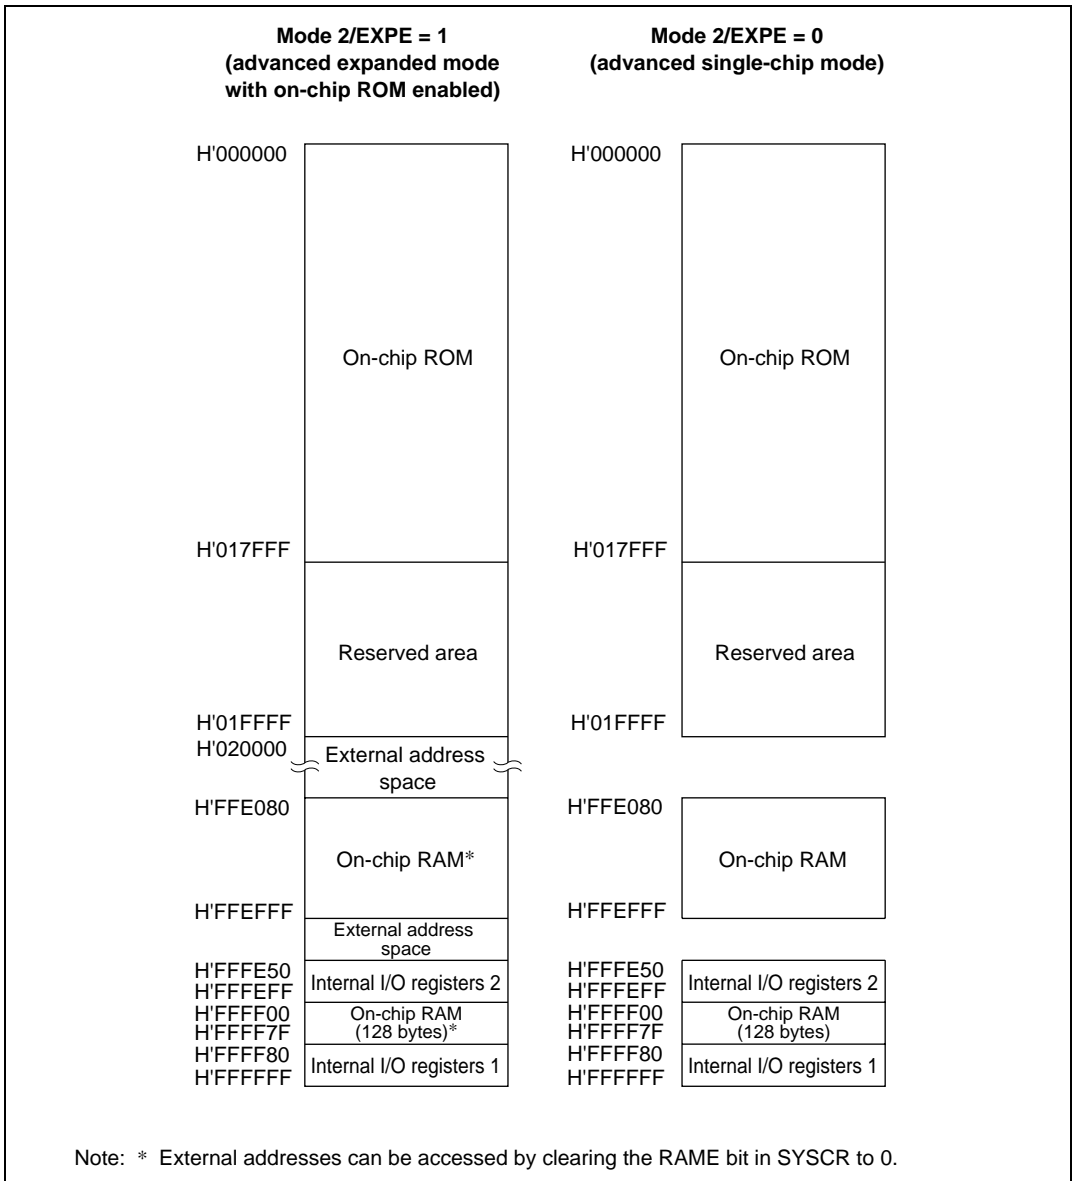 Mode 2/EXPE = 1
(advanced expanded mode
with on-chip ROM enabled)
H'000000
On-chip ROM
H'017FFF
Reserved area
H'01FFFF
H'020000
External address
space
H'FFE080
On-chip RAM*
H'FFEFFF
External address
space
H'FFFE50
Internal I/O registers 2
H'FFFEFF
H'FFFF00
On-chip RAM
(128 bytes)*
H'FFFF7F
H'FFFF80
Internal I/O registers 1
H'FFFFFF
Mode 2/EXPE = 0
(advanced single-chip mode)
H'000000
On-chip ROM
H'017FFF
Reserved area
H'01FFFF
H'FFE080
On-chip RAM
H'FFEFFF
H'FFFE50
Internal I/O registers 2
H'FFFEFF
H'FFFF00
On-chip RAM
(128 bytes)
H'FFFF7F
H'FFFF80
Internal I/O registers 1
H'FFFFFF
Note: * External addresses can be accessed by clearing the RAME bit in SYSCR to 0.